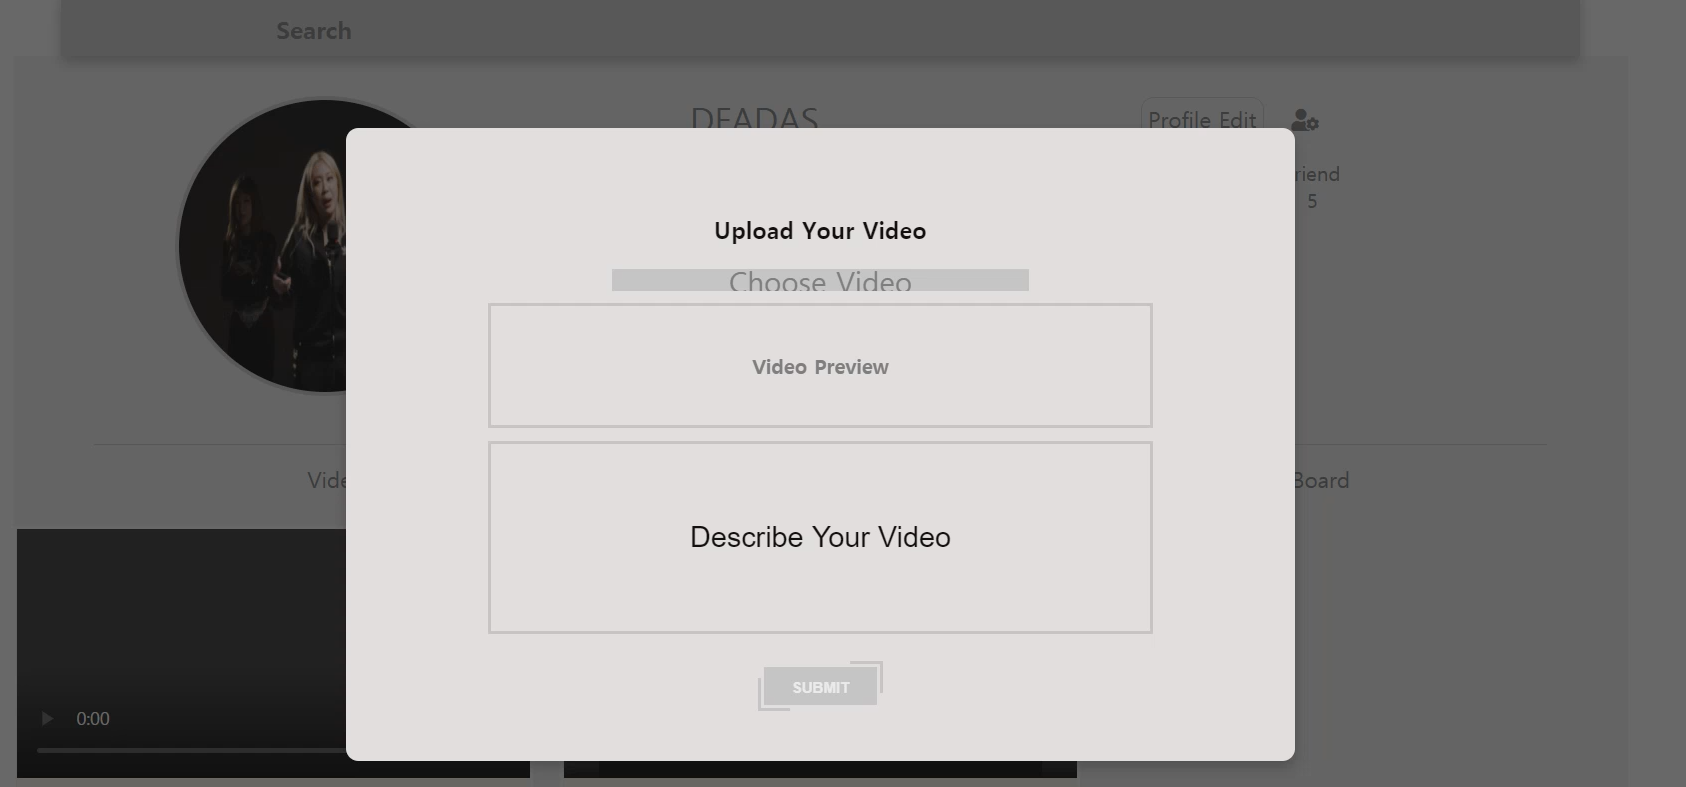 Search
DEADAS
Profile Edit
riend
5
Upload Your Video
Choose Video
Video Preview
Vide
Board
Describe Your Video
SUBMIT
0:00